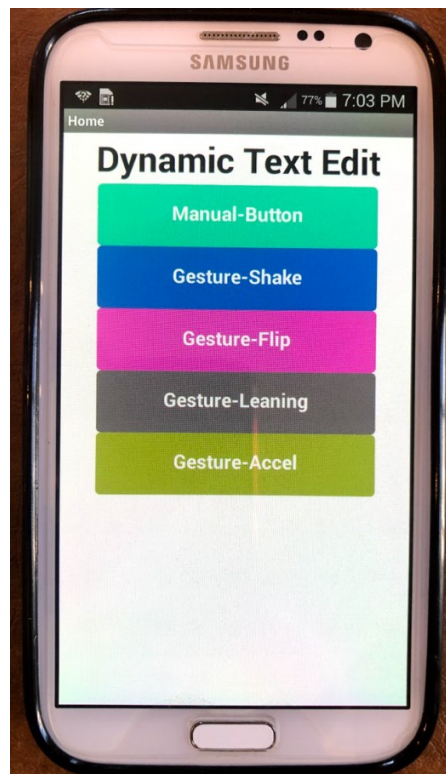 SAMSUNG
77% 7:03 PM
Home
Dynamic Text Edit
Manual-Button
Gesture-Shake
Gesture-Flip
Gesture-Leaning
Gesture-Accel